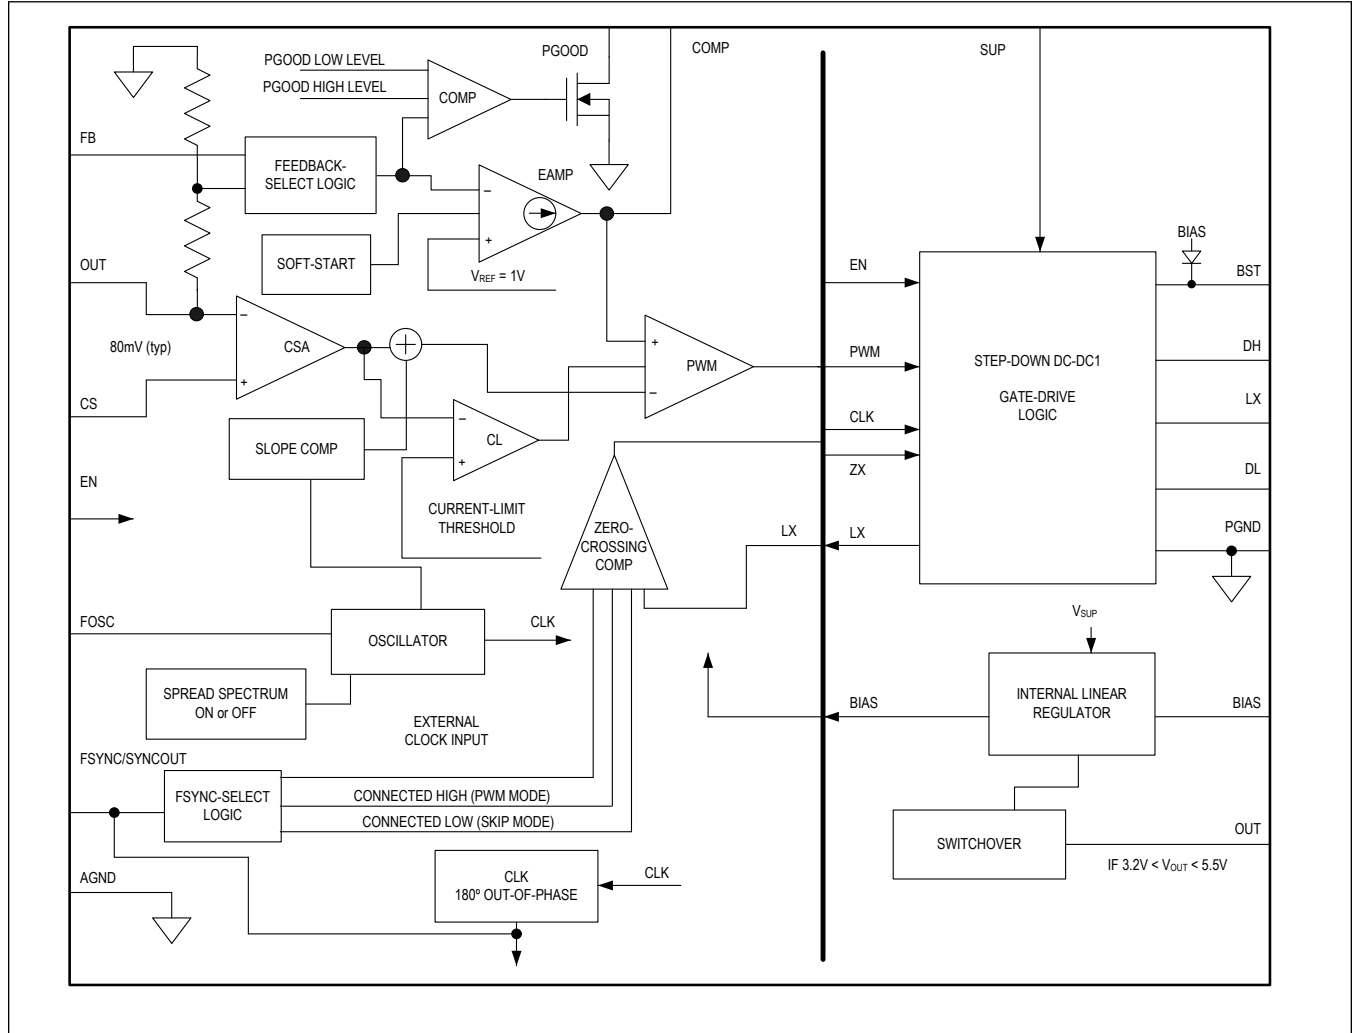 PGOOD
COMP
SUP
PGOOD LOW LEVEL
PGOOD HIGH LEVEL
COMP
FB
FEEDBACK-
SELECT LOGIC
EAMP
–
+
SOFT-START
VREF = 1V
OUT
–
80mV (typ)
CSA
+
+
PWM
–
CS
SLOPE COMP
–
CL
+
CURRENT-LIMIT
THRESHOLD
EN
ZERO-
CROSSING
COMP
LX
FOSC
OSCILLATOR
CLK
SPREAD SPECTRUM
ON or OFF
EXTERNAL
CLOCK INPUT
FSYNC/SYNCOUT
FSYNC-SELECT
LOGIC
CONNECTED HIGH (PWM MODE)
CONNECTED LOW (SKIP MODE)
AGND
CLK
180º OUT-OF-PHASE
CLK
EN
PWM
CLK
ZX
LX
STEP-DOWN DC-DC1
GATE-DRIVE
LOGIC
BIAS
BST
DH
LX
DL
PGND
VSUP
INTERNAL LINEAR
REGULATOR
BIAS
BIAS
SWITCHOVER
OUT
IF 3.2V < VOUT < 5.5V